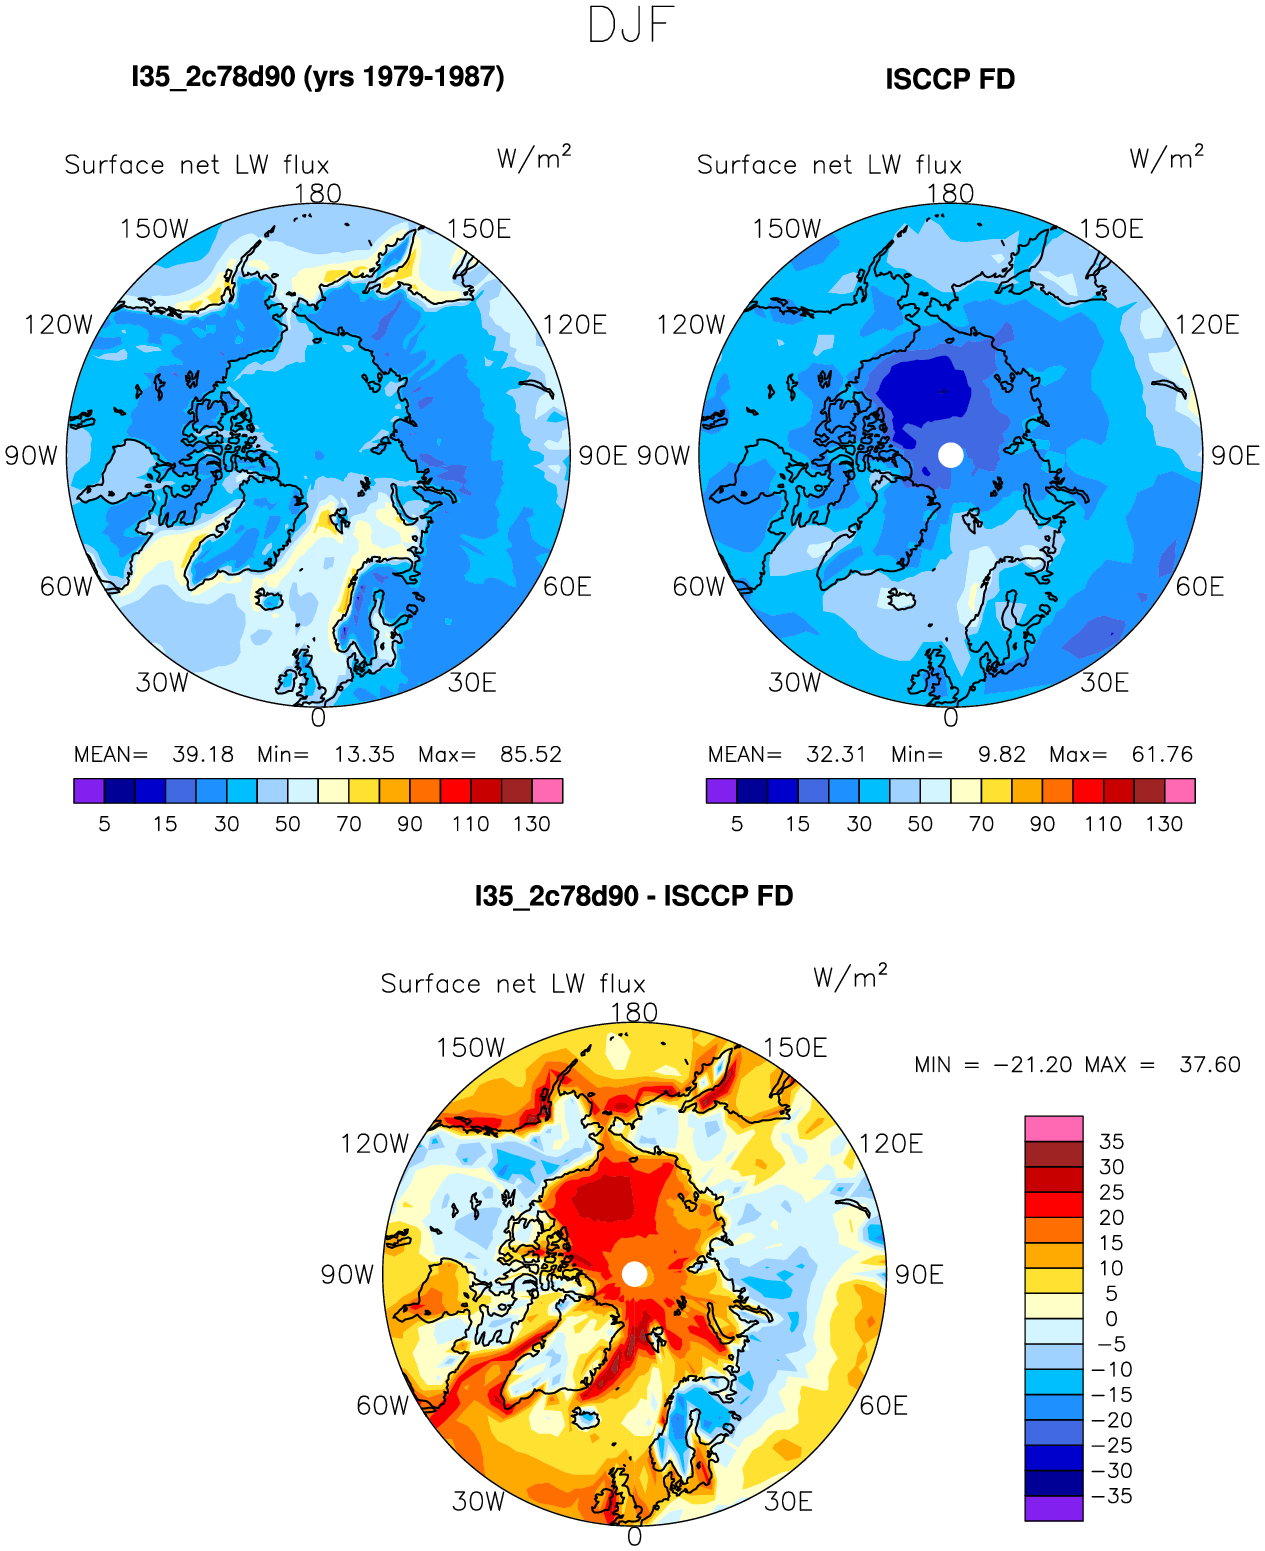 DJF
I35_2c78d90 (yrs 1979-1987)
ISCCP FD
Surface net LW flux W/m²
Surface net LW flux W/m²
180
150W 150E
120W 120E
90W 90E
60W 60E
30W 30E
0
180
150W 150E
120W 120E
90W 90E
60W 60E
30W 30E
0
MEAN= 39.18 Min= 13.35 Max= 85.52
5 15 30 50 70 90 110 130
MEAN= 32.31 Min= 9.82 Max= 61.76
5 15 30 50 70 90 110 130
I35_2c78d90 - ISCCP FD
Surface net LW flux W/m²
180
150W 150E
120W 120E
90W 90E
60W 60E
30W 30E
0
MIN = −21.20 MAX = 37.60
35
30
25
20
15
10
5
0
−5
−10
−15
−20
−25
−30
−35